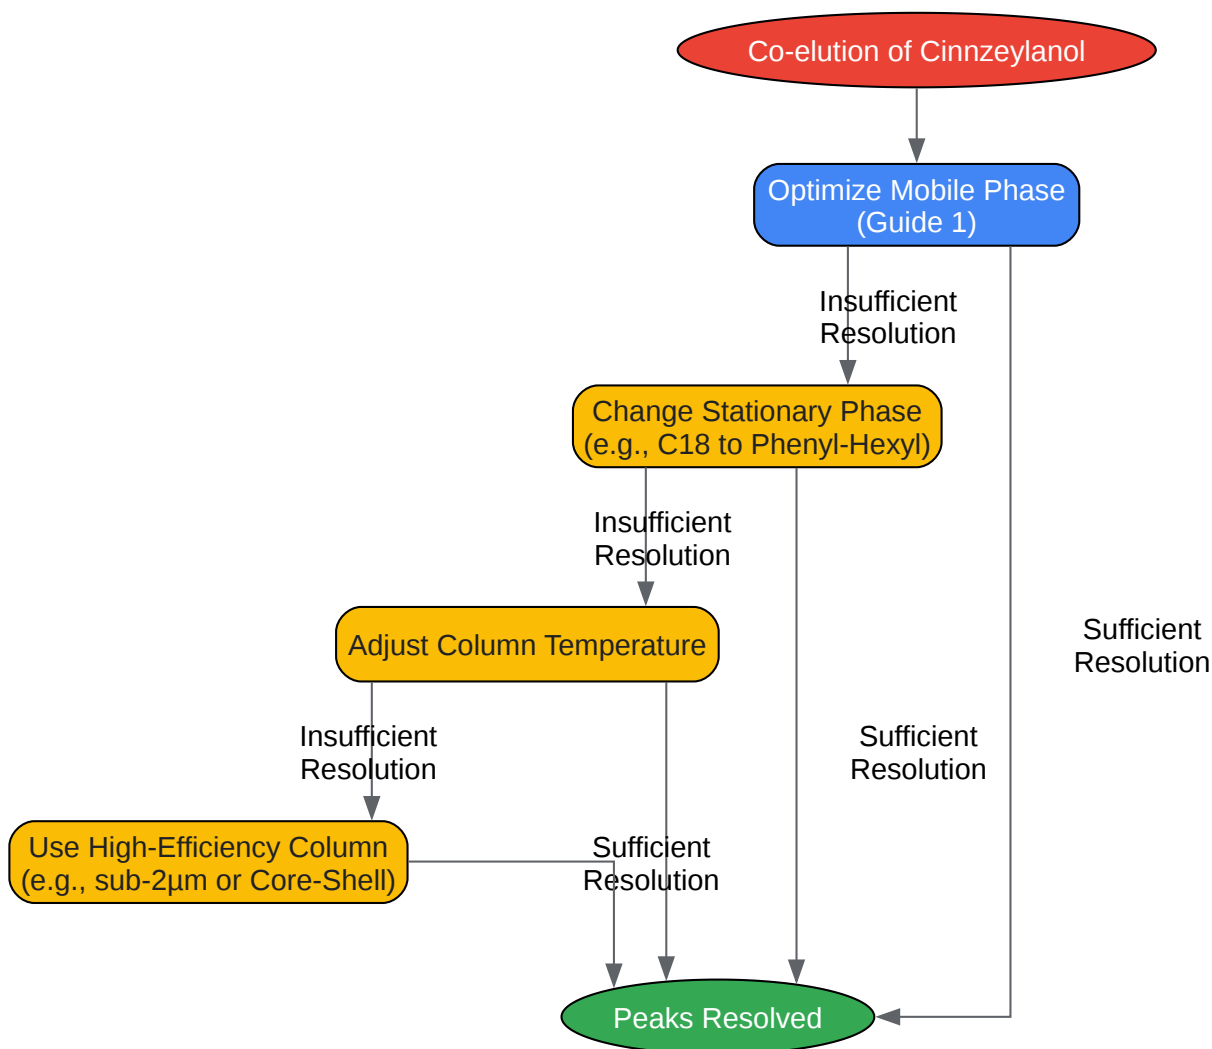 Co-elution of Cinnzeylanol
Optimize Mobile Phase
(Guide 1)
Insufficient
Resolution
Change Stationary Phase
(e.g., C18 to Phenyl-Hexyl)
Insufficient
Resolution
Sufficient
Resolution
Adjust Column Temperature
Insufficient
Resolution
Sufficient
Resolution
Use High-Efficiency Column
(e.g., sub-2µm or Core-Shell)
Sufficient
Resolution
Peaks Resolved